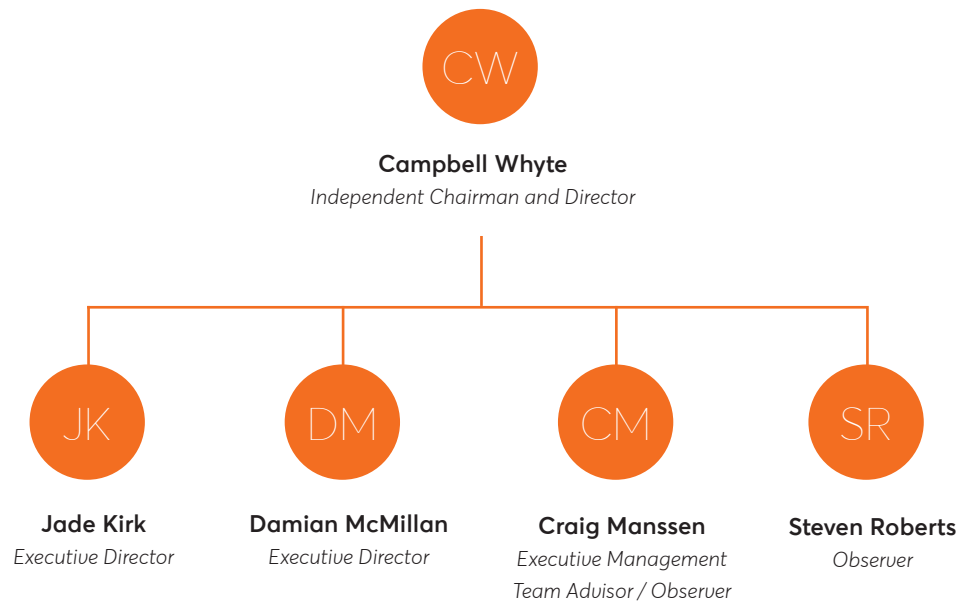 CW
Campbell Whyte
Independent Chairman and Director
JK
DM
CM
SR
Jade Kirk
Executive Director
Damian McMillan
Executive Director
Craig Manssen
Executive Management
Team Advisor / Observer
Steven Roberts
Observer